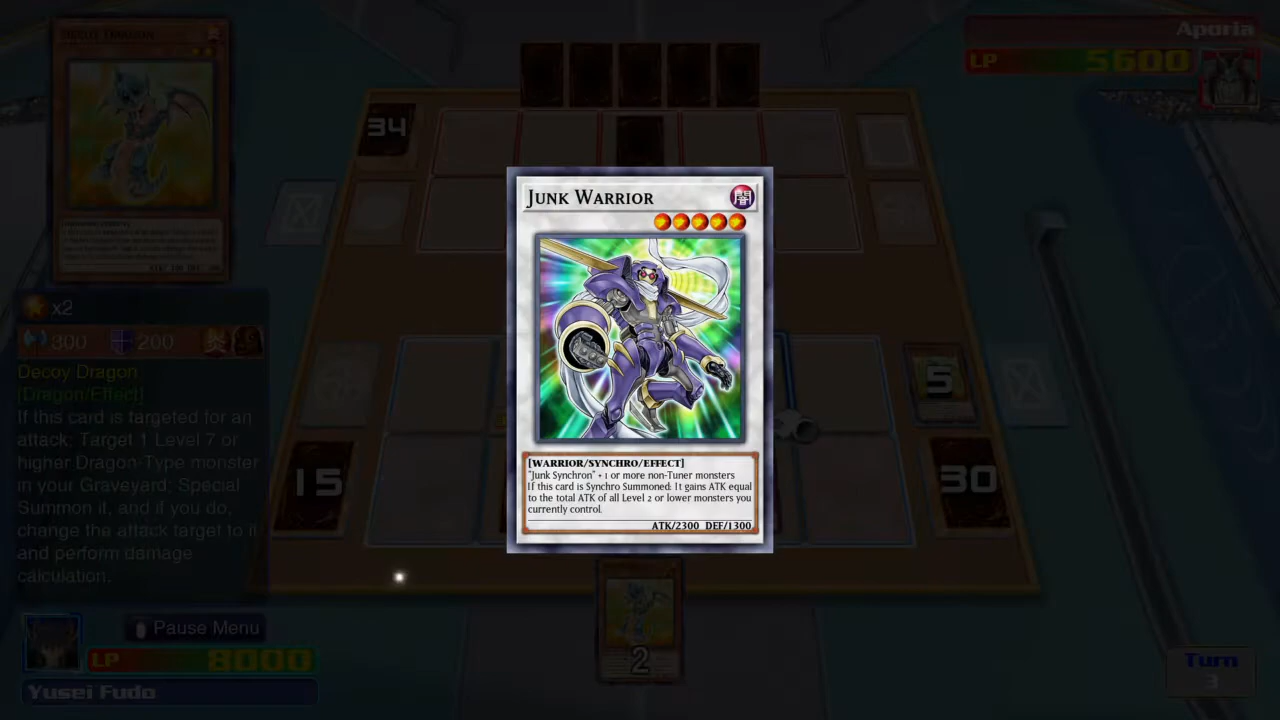 DECOY DRAGON
Aporia
LP 5600
34
JUNK WARRIOR
闇
[WARRIOR/SYNCHRO/EFFECT]
"Junk Synchron" + 1 or more non-Tuner monsters
If this card is Synchro Summoned: It gains ATK equal
to the total ATK of all Level 2 or lower monsters you
currently control.
ATK/2300 DEF/1300
x2
300 200
Decoy Dragon
[Dragon/Effect]
If this card is targeted for an
attack: Target 1 Level 7 or
higher Dragon-Type monster
in your Graveyard; Special
Summon it, and if you do,
change the attack target to it
and perform damage
calculation.
5
15
30
2
Pause Menu
LP 8000
Yusei Fudo
Turn
3